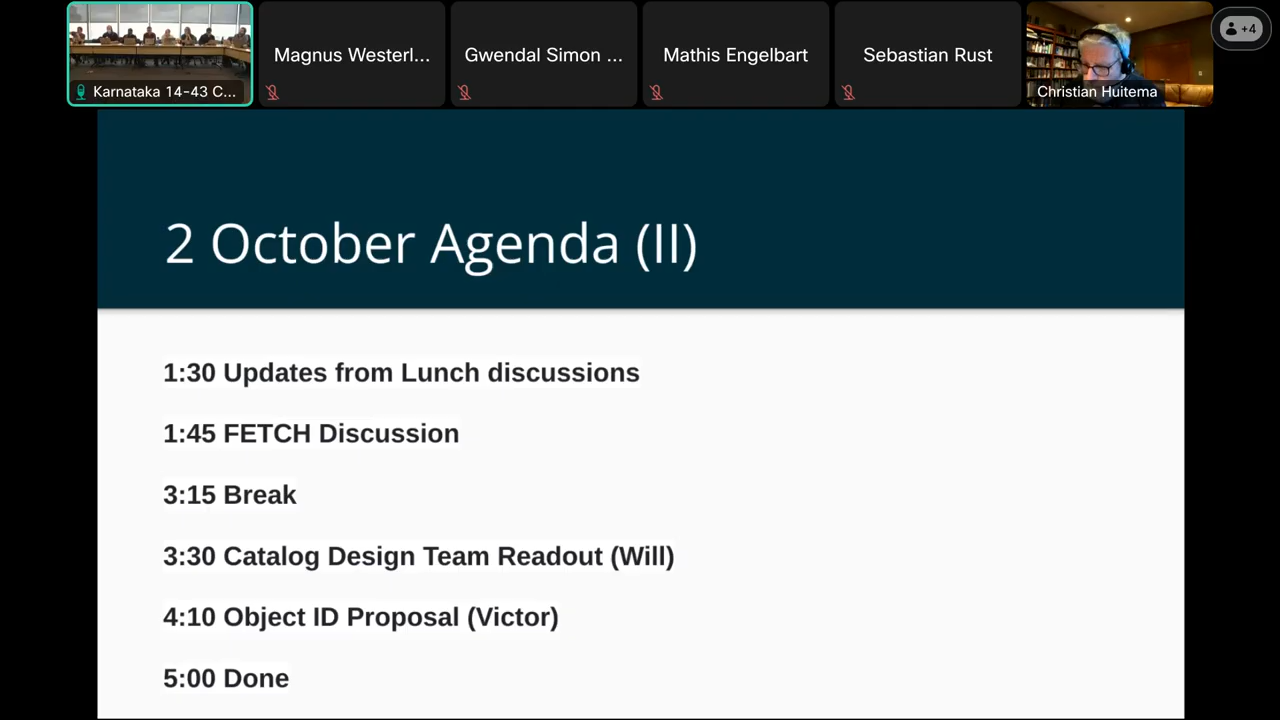 Karnataka 14-43 C...
Magnus Westerl...
Gwendal Simon ...
Mathis Engelbart
Sebastian Rust
Christian Huitema
+4
2 October Agenda (II)
1:30 Updates from Lunch discussions
1:45 FETCH Discussion
3:15 Break
3:30 Catalog Design Team Readout (Will)
4:10 Object ID Proposal (Victor)
5:00 Done